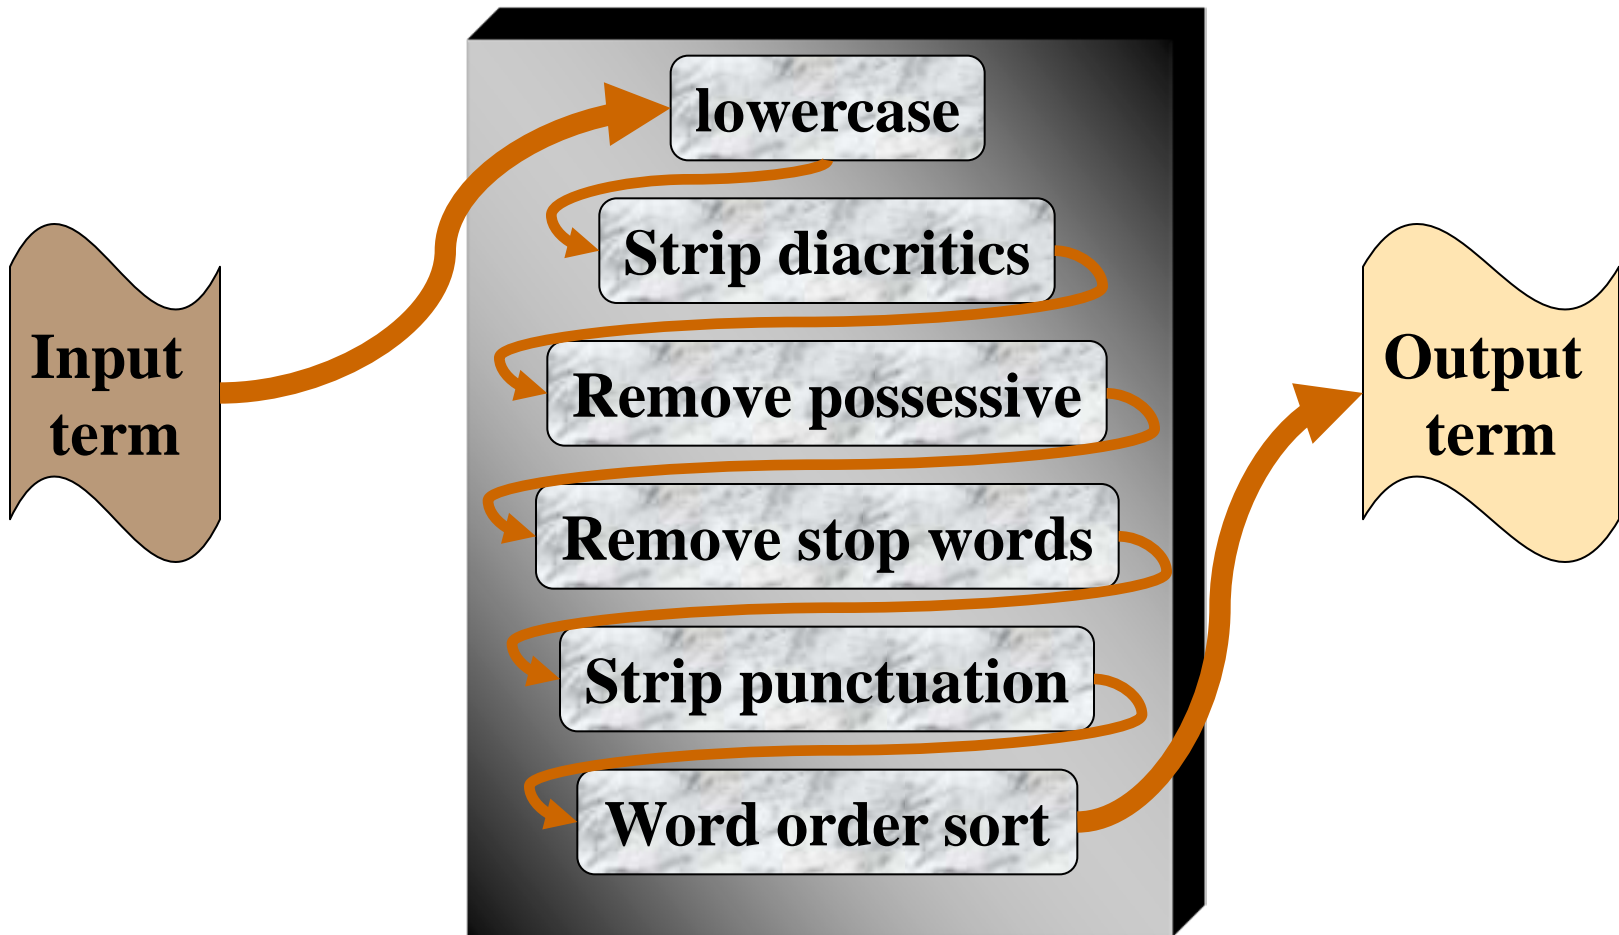 Input
term
lowercase
Strip diacritics
Remove possessive
Remove stop words
Strip punctuation
Word order sort
Output
term